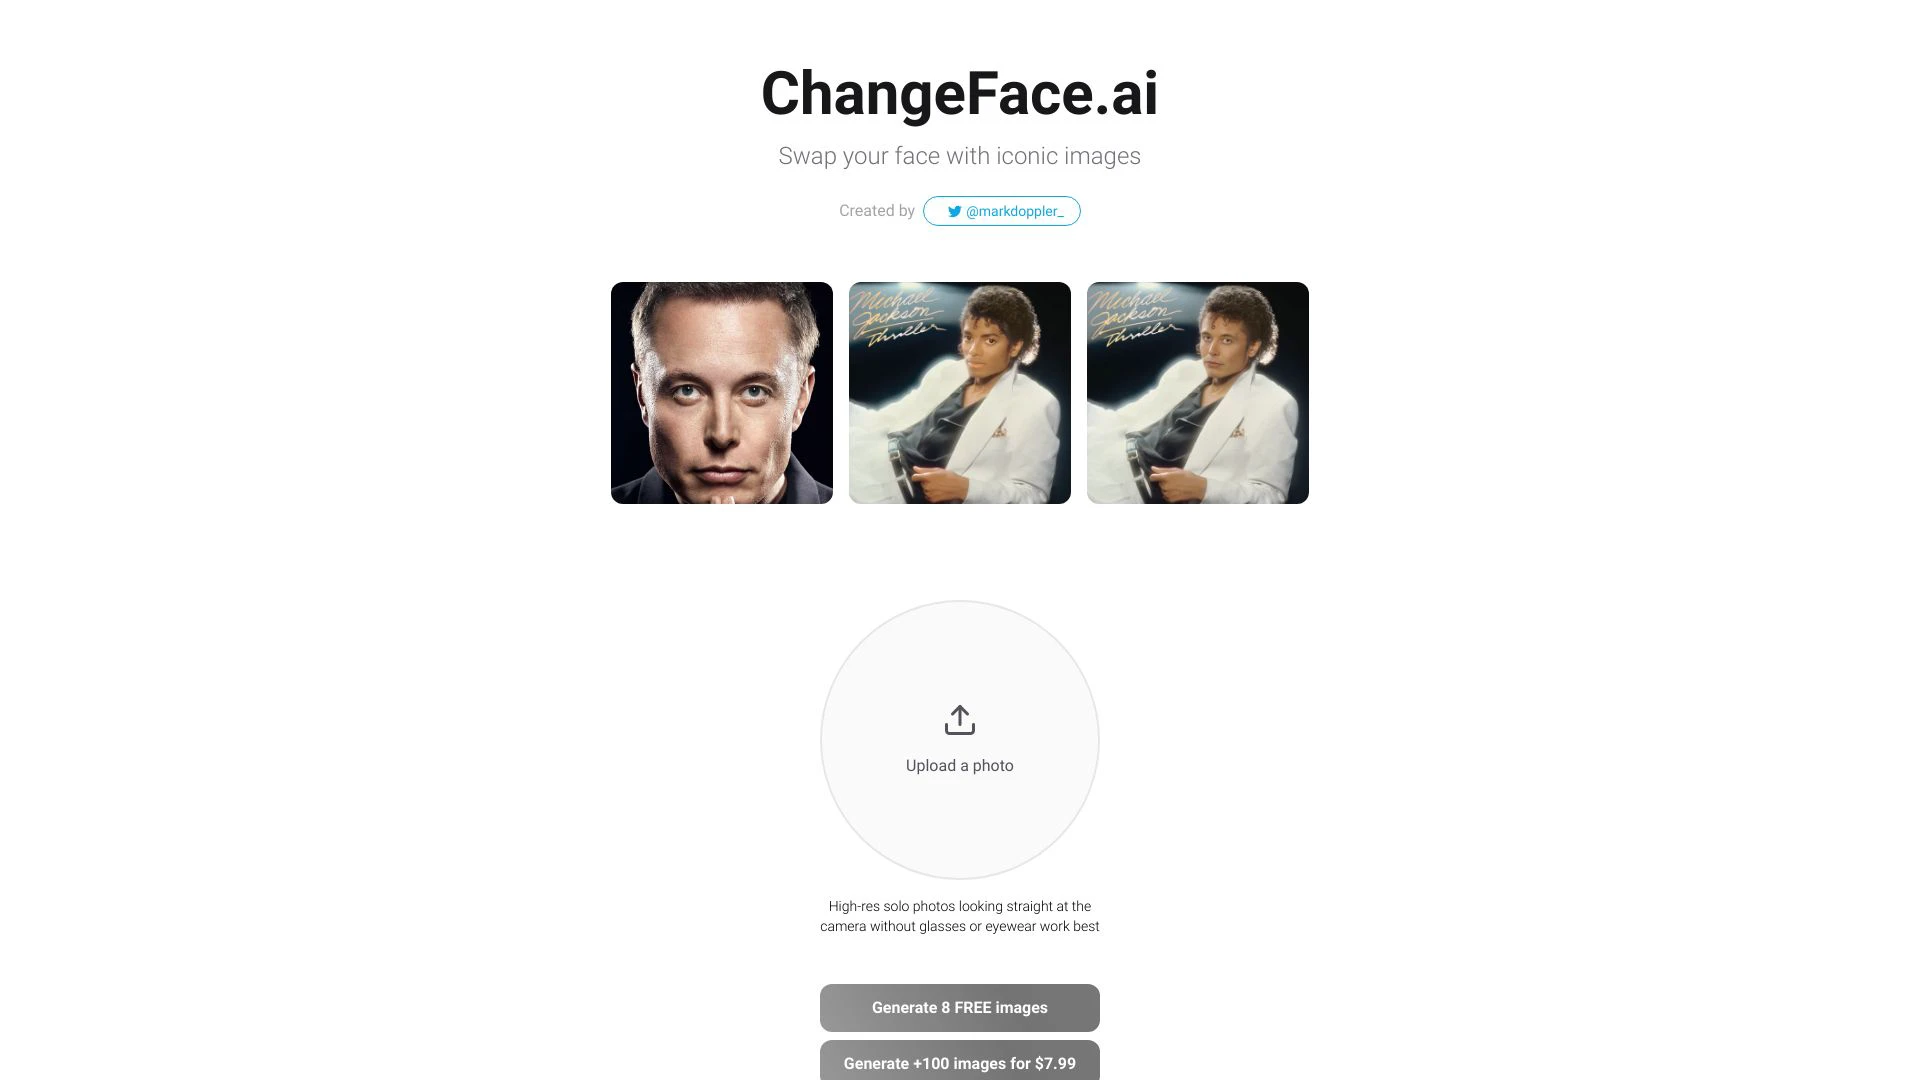 ChangeFace.ai
Swap your face with iconic images
Created by @markdoppler_
Michael
Jackson
Thriller
Michael
Jackson
Thriller
Upload a photo
High-res solo photos looking straight at the
camera without glasses or eyewear work best
Generate 8 FREE images
Generate +100 images for $7.99